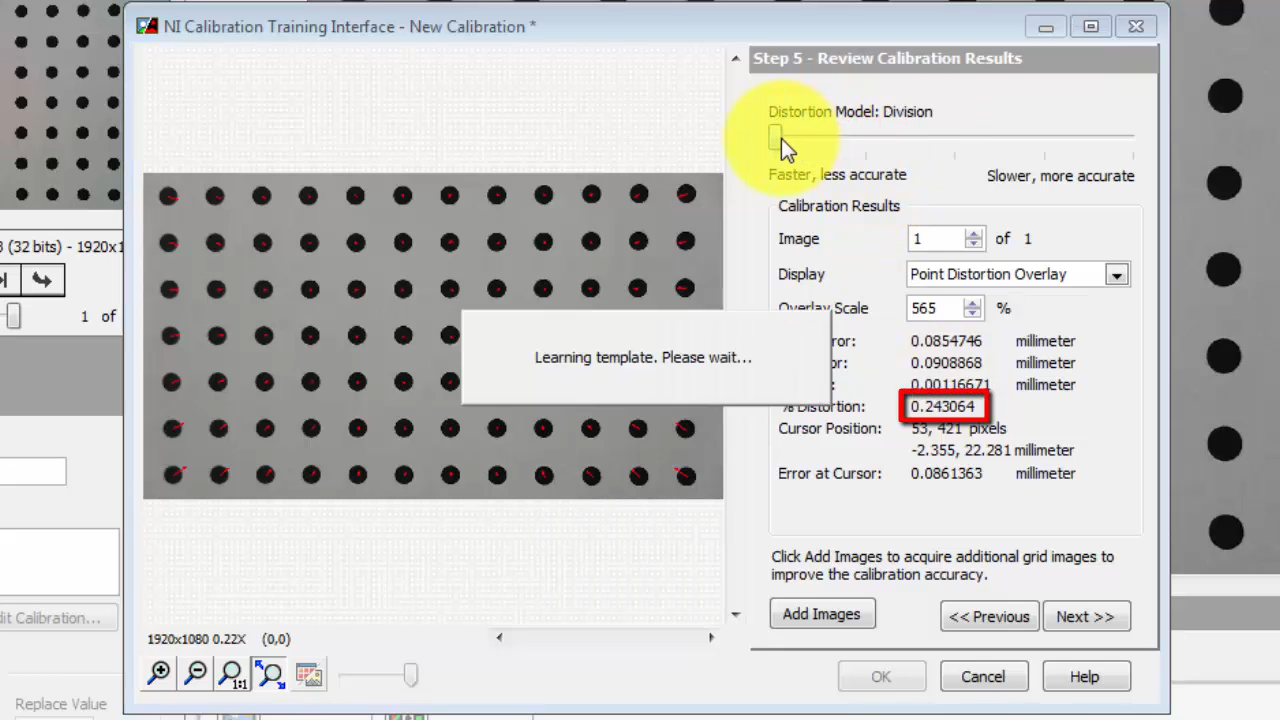 NI Calibration Training Interface - New Calibration *
Step 5 - Review Calibration Results
Distortion Model: Division
Faster, less accurate Slower, more accurate
Calibration Results
(32 bits) - 1920x1
Image 1 of 1
Display Point Distortion Overlay
Overlay Scale 565 %
1 of
0.0854746 millimeter
0.0908868 millimeter
Learning template. Please wait...
0.00116671 millimeter
% Distortion: 0.243064
Cursor Position: 53, 421 pixels
-2.355, 22.281 millimeter
Error at Cursor: 0.0861363 millimeter
Click Add Images to acquire additional grid images to
improve the calibration accuracy.
Calibration...
Add Images << Previous Next >>
1920x1080 0.22X (0,0)
1:1
OK Cancel Help
Replace Value